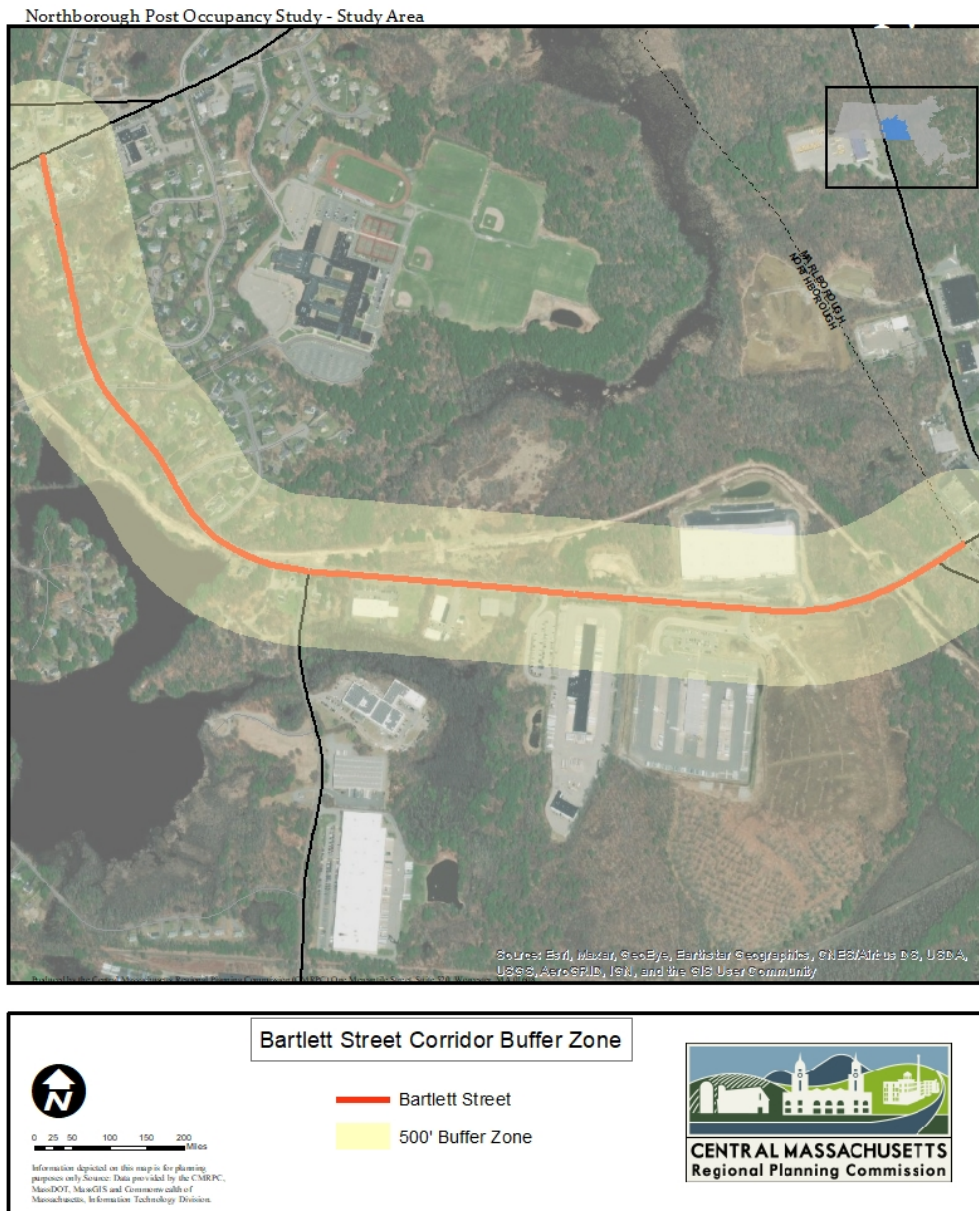 Northborough Post Occupancy Study - Study Area
MARLBOROUGH
NORTHBOROUGH
Source: Esri, Maxar, GeoEye, Earthstar Geographics, CNES/Airbus DS, USDA,
USGS, AeroGRID, IGN, and the GIS User Community
Bartlett Street Corridor Buffer Zone
N
Bartlett Street
500' Buffer Zone
0 25 50 100 150 200
Miles
Information depicted on this map is for planning
purposes only.Source: Data provided by the CMRPC,
MassDOT, MassGIS and Commonwealth of
Massachusetts, Information Technology Division.
CENTRAL MASSACHUSETTS
Regional Planning Commission